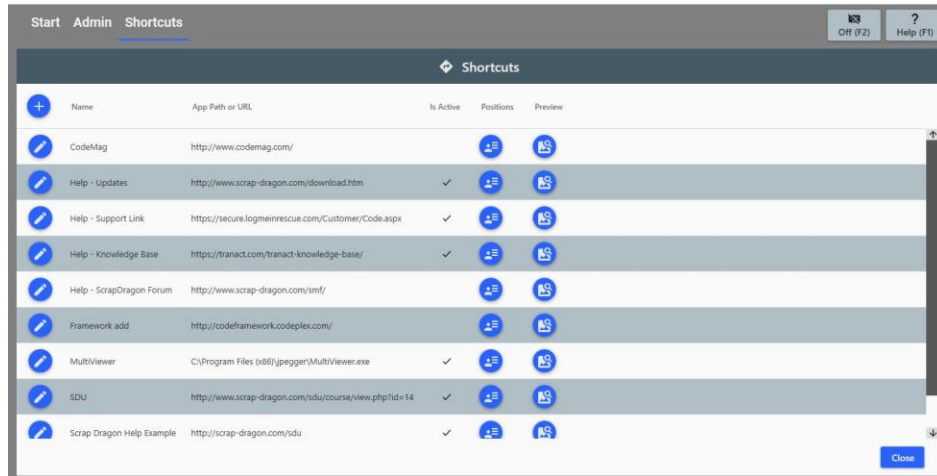 Start Admin Shortcuts
Off (F2)
? Help (F1)
Shortcuts
Name App Path or URL Is Active Positions Preview
CodeMag http://www.codemag.com/
Help - Updates http://www.scrap-dragon.com/download.htm
Help - Support Link https://secure.logmeinrescue.com/Customer/Code.aspx
Help - Knowledge Base https://tranact.com/tranact-knowledge-base/
Help - ScrapDragon Forum http://www.scrap-dragon.com/smf/
Framework add http://codeframework.codeplex.com/
MultiViewer C:\Program Files (x86)\jpegger\MultiViewer.exe
SDU http://www.scrap-dragon.com/sdu/course/view.php?id=14
Scrap Dragon Help Example http://scrap-dragon.com/sdu
Close